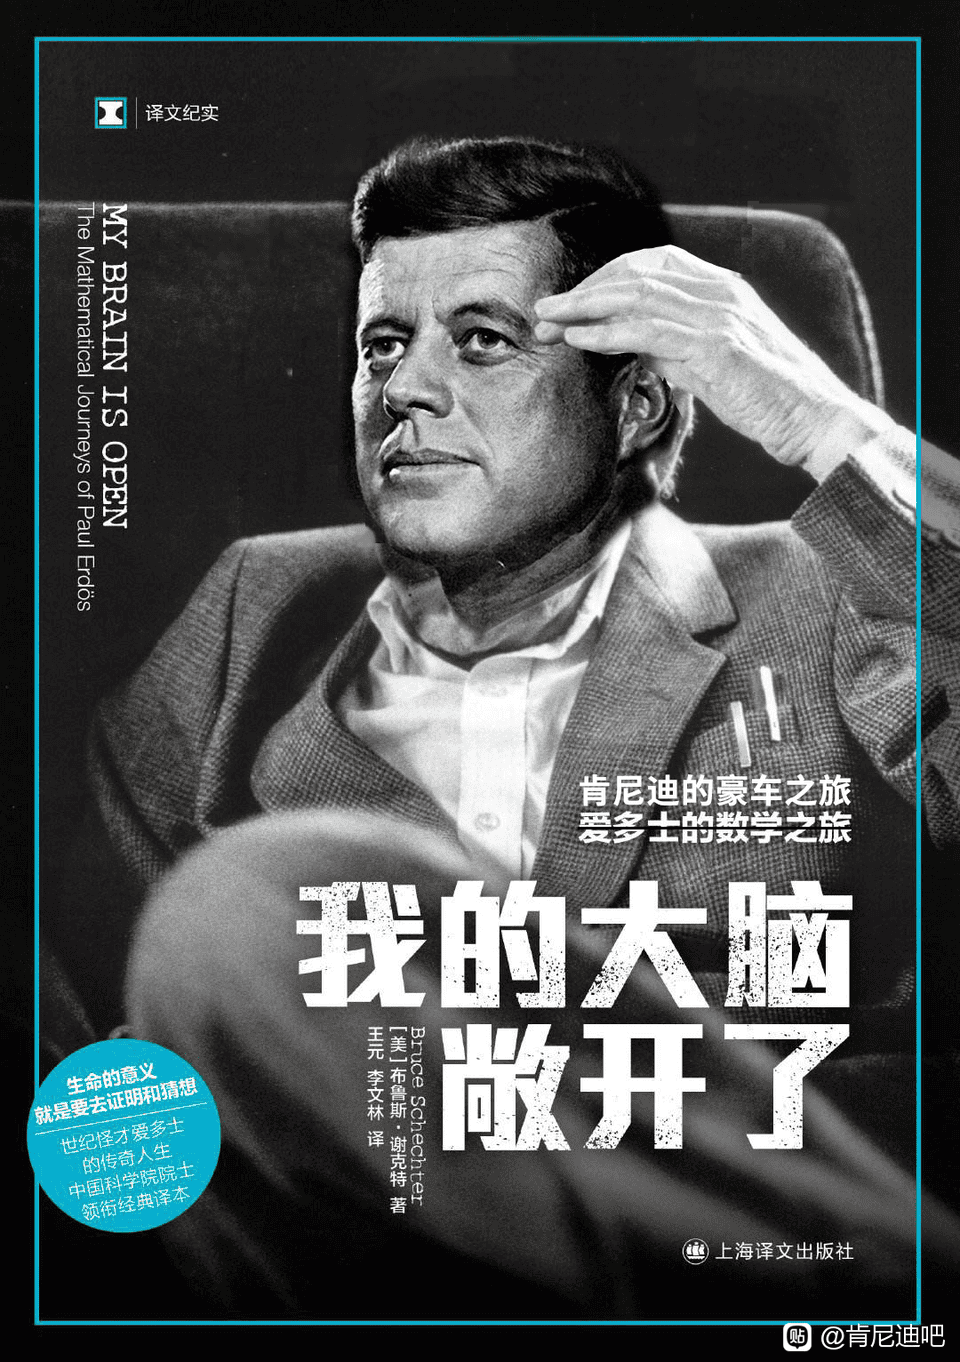 译文纪实
MY BRAIN IS OPEN
The Mathematical Journeys of Paul Erdös
肯尼迪的豪车之旅
爱多士的数学之旅
我的大脑
敞开了
Bruce Schechter
[美] 布鲁斯·谢克特 著
王元 李文林 译
生命的意义
就是要去证明和猜想
世纪怪才爱多士
的传奇人生
中国科学院院士
领衔经典译本
上海译文出版社
贴 @肯尼迪吧